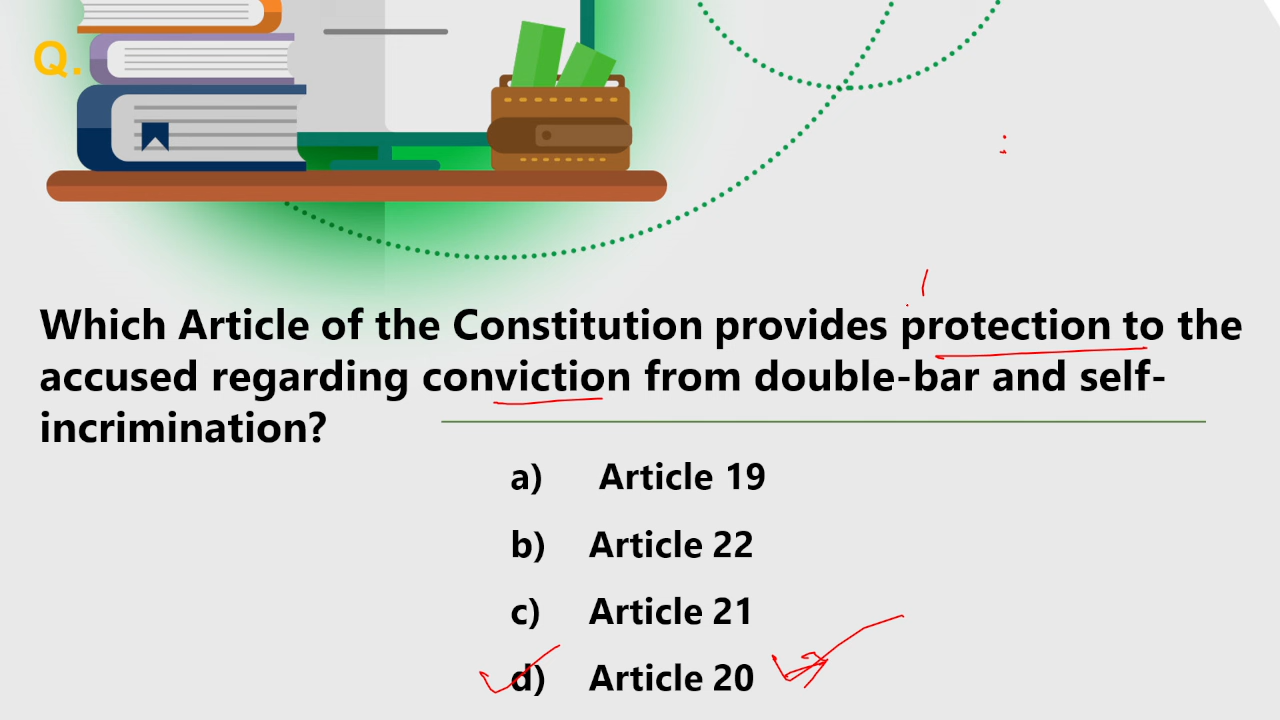 Q.
Which Article of the Constitution provides protection to the
accused regarding conviction from double-bar and self-
incrimination?
a) Article 19
b) Article 22
c) Article 21
d) Article 20